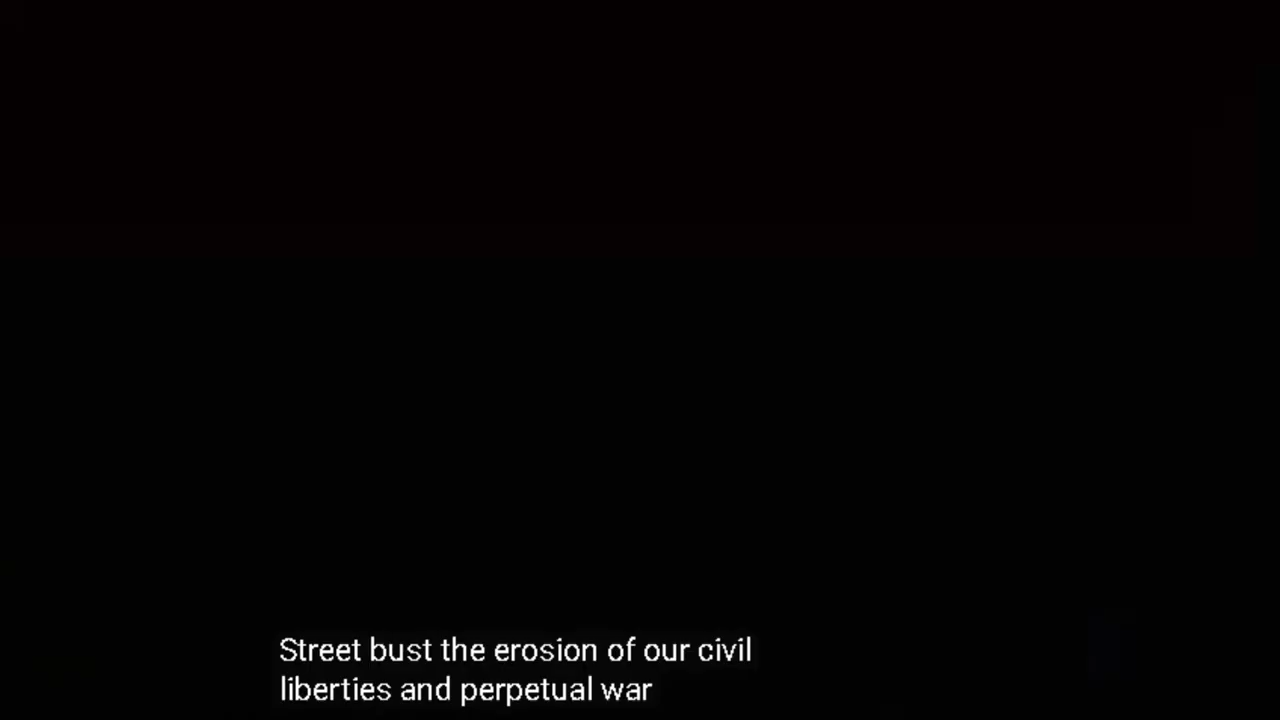 Street bust the erosion of our civil
liberties and perpetual war